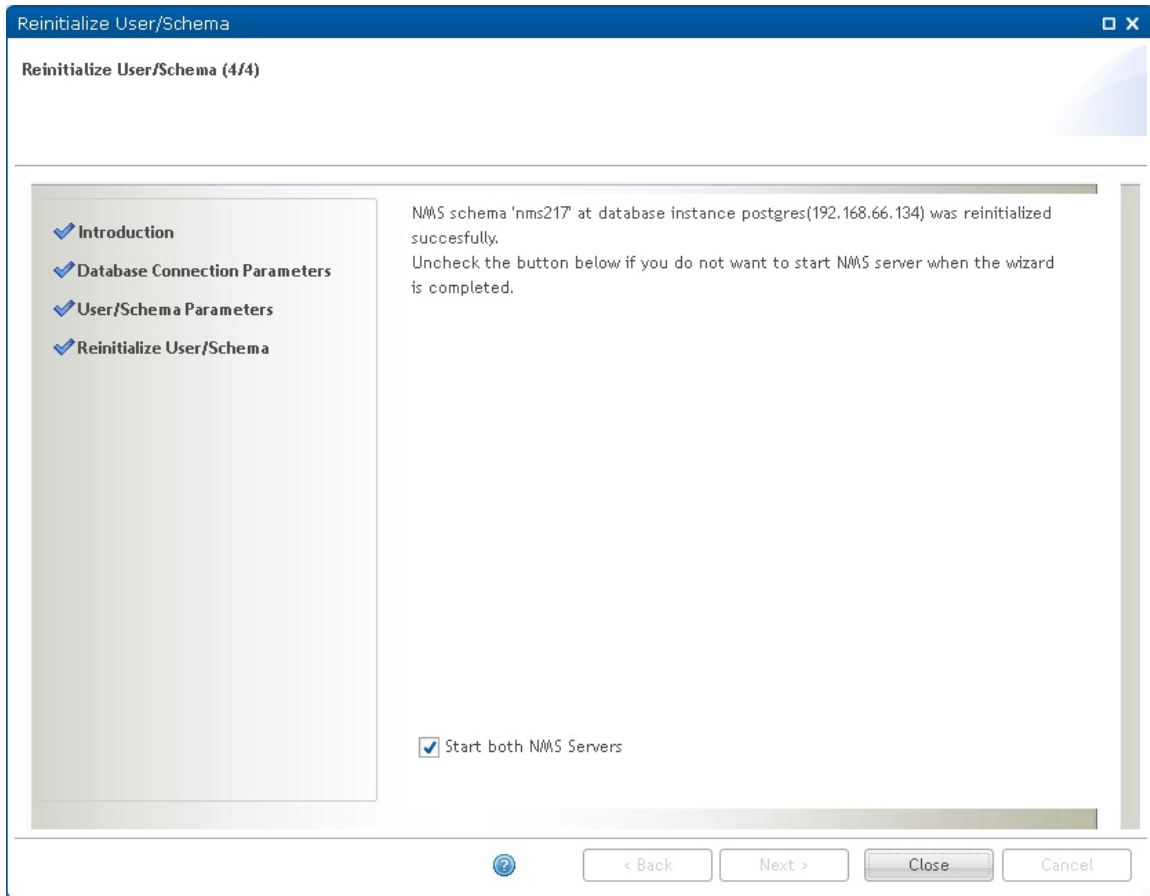 Reinitialize User/Schema
Reinitialize User/Schema (4/4)
Introduction
Database Connection Parameters
User/Schema Parameters
Reinitialize User/Schema
NMS schema 'nms217' at database instance postgres(192.168.66.134) was reinitialized
succesfully.
Uncheck the button below if you do not want to start NMS server when the wizard
is completed.
Start both NMS Servers
?
< Back
Next >
Close
Cancel